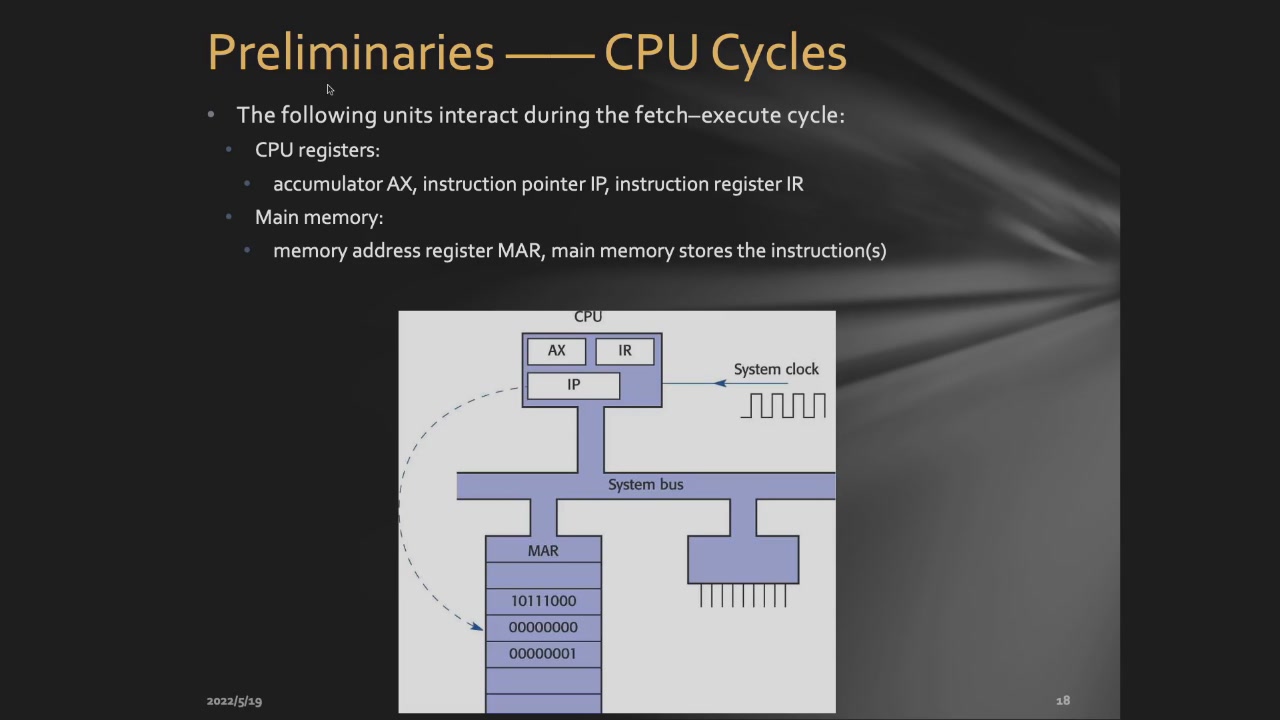 Preliminaries —— CPU Cycles
The following units interact during the fetch–execute cycle:
CPU registers:
accumulator AX, instruction pointer IP, instruction register IR
Main memory:
memory address register MAR, main memory stores the instruction(s)
CPU
AX
IR
IP
System clock
System bus
MAR
10111000
00000000
00000001
2022/5/19
18